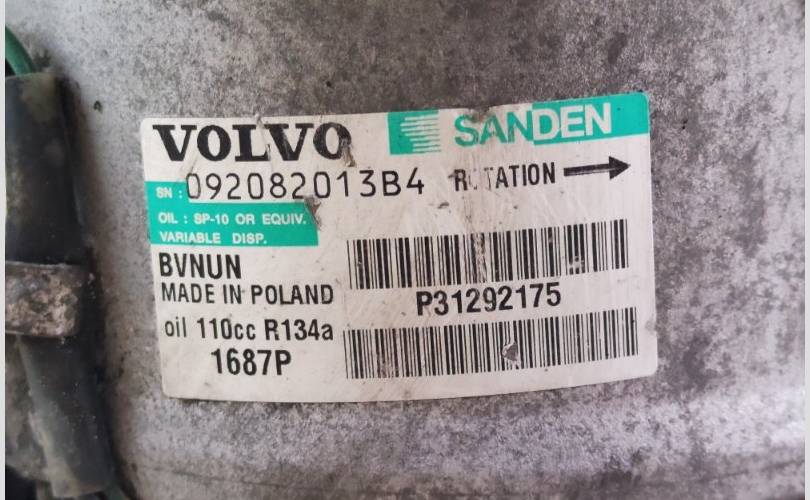 VOLVO SANDEN
SN : 092082013B4 ROTATION
OIL : SP-10 OR EQUIV.
VARIABLE DISP.
BVNUN
MADE IN POLAND
P31292175
oil 110cc R134a
1687P